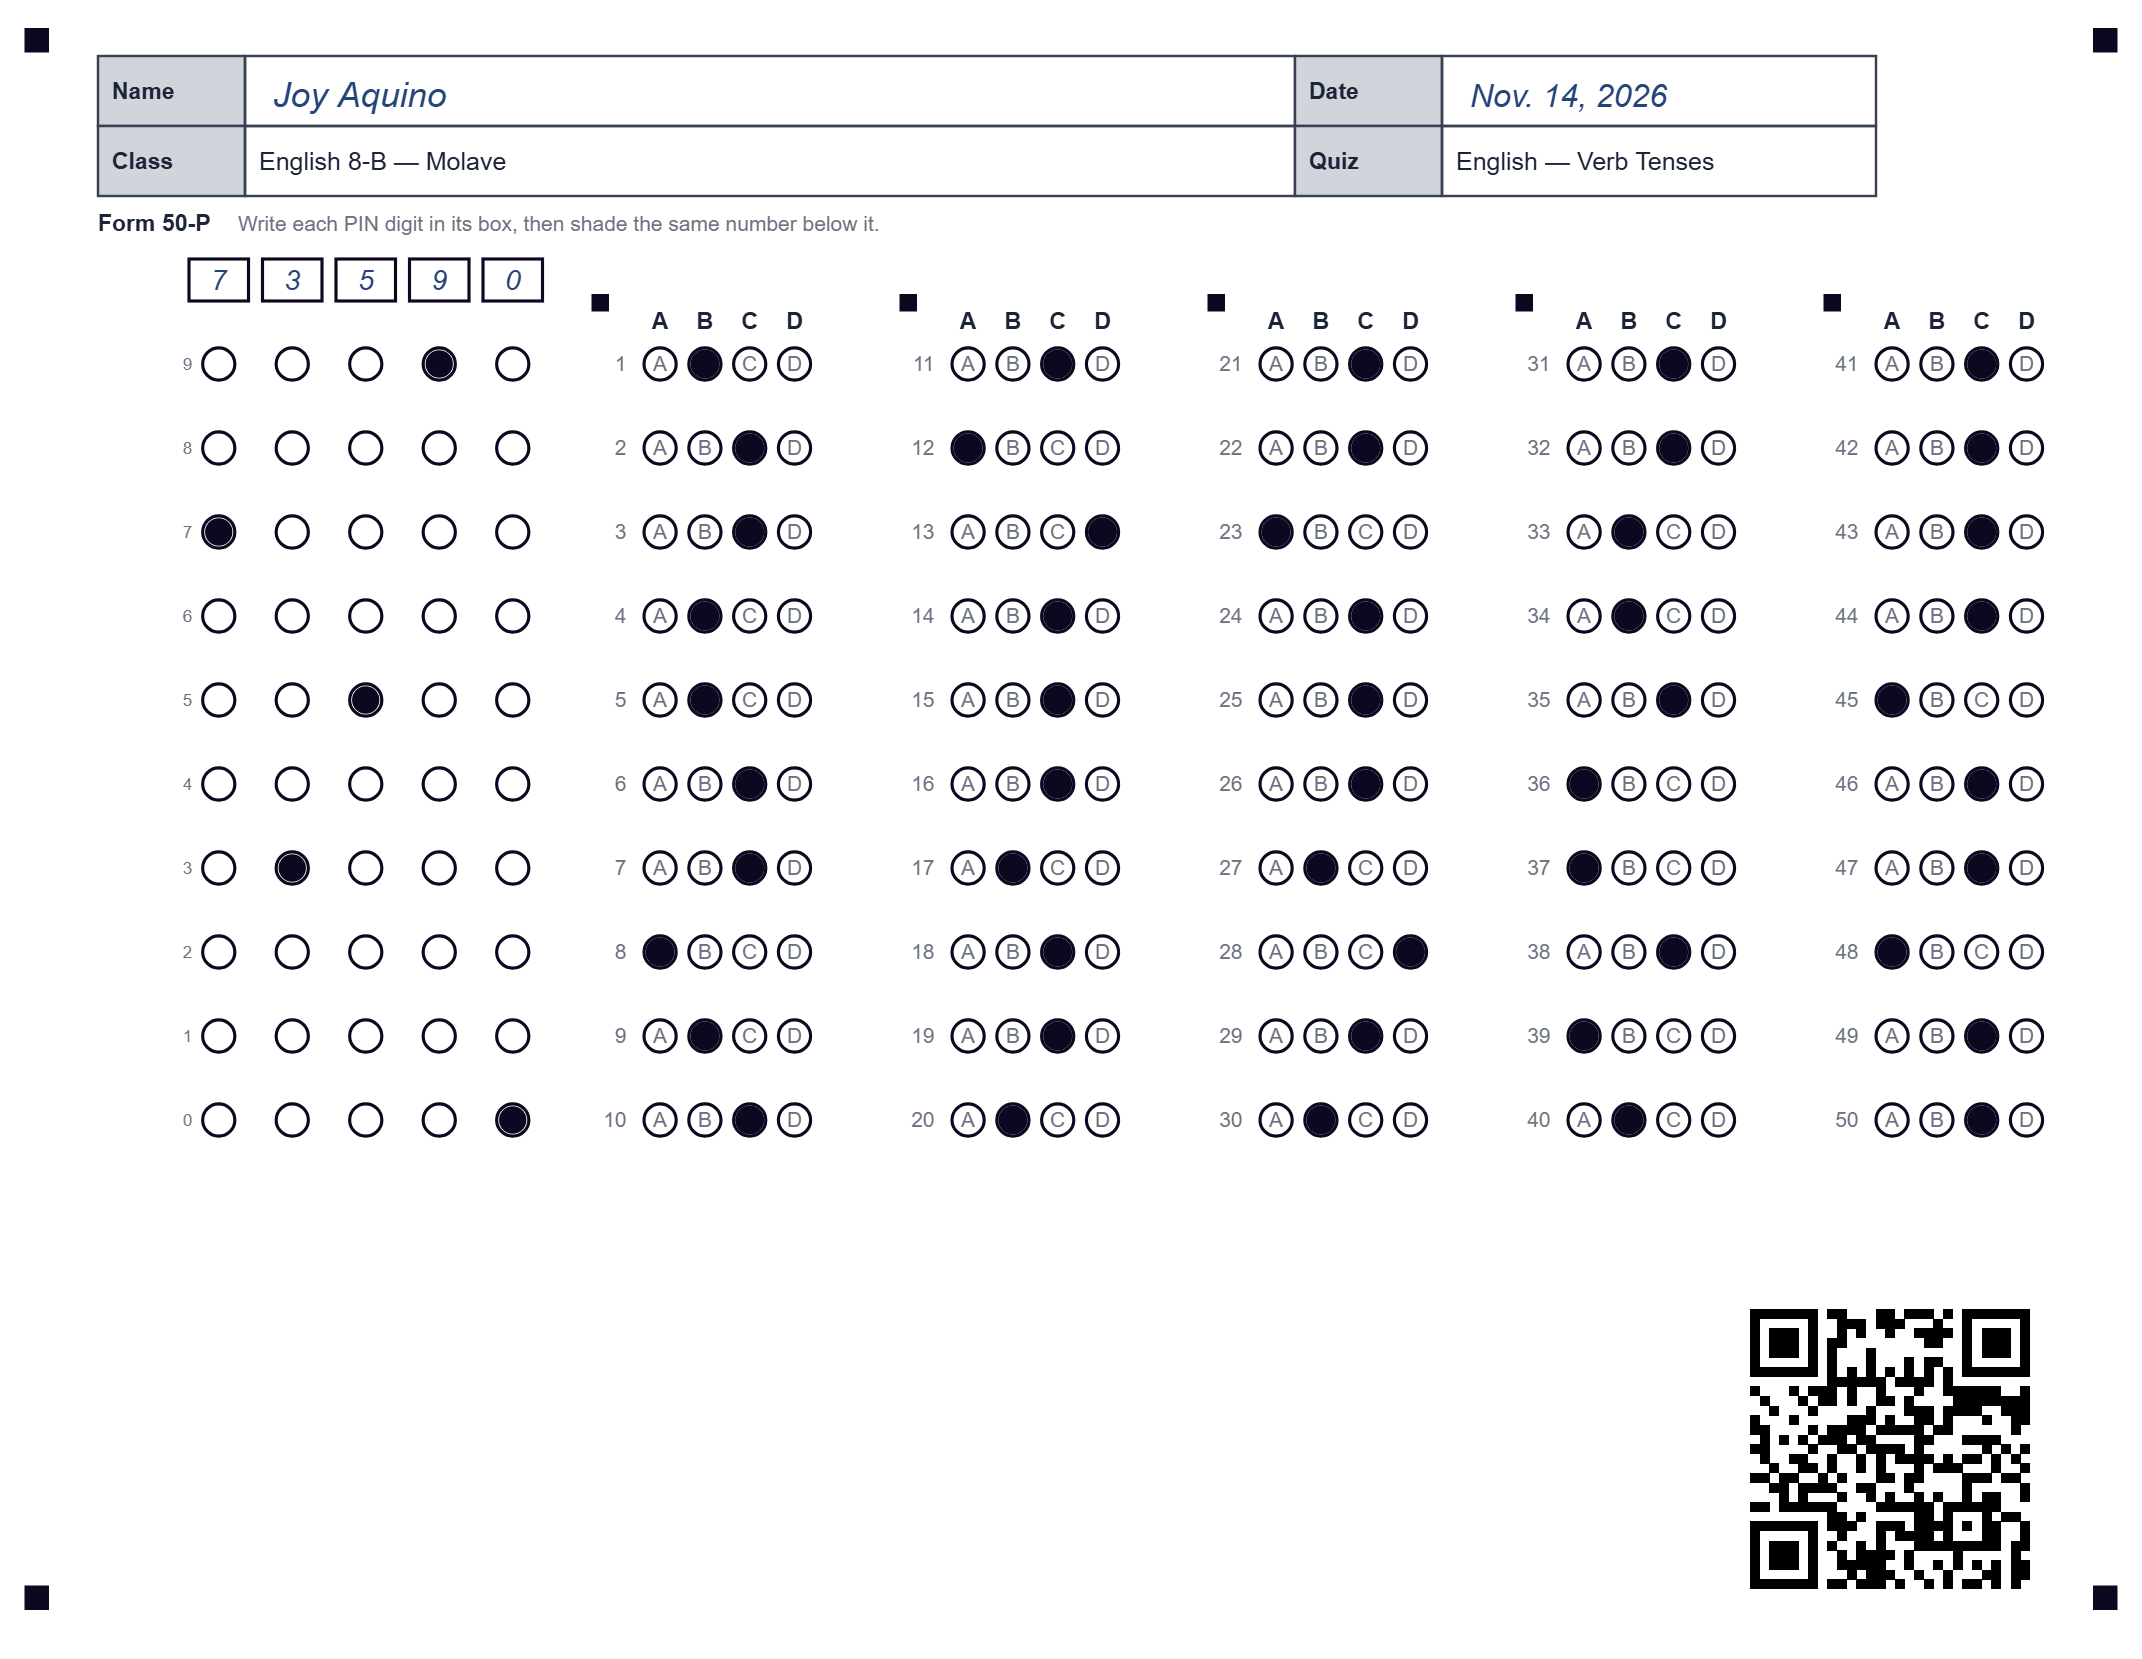 Name Joy Aquino Date Nov. 14, 2026
Class English 8-B — Molave Quiz English — Verb Tenses
Form 50-P Write each PIN digit in its box, then shade the same number below it.
7 3 5 9 0
A B C D A B C D A B C D A B C D A B C D
9 1 A C D 11 A B D 21 A B D 31 A B D 41 A B D
8 2 A B D 12 B C D 22 A B D 32 A B D 42 A B D
7 3 A B D 13 A B C 23 B C D 33 A C D 43 A B D
6 4 A C D 14 A B D 24 A B D 34 A C D 44 A B D
5 5 A C D 15 A B D 25 A B D 35 A B D 45 B C D
4 6 A B D 16 A B D 26 A B D 36 B C D 46 A B D
3 7 A B D 17 A C D 27 A C D 37 B C D 47 A B D
2 8 B C D 18 A B D 28 A B C 38 A B D 48 B C D
1 9 A C D 19 A B D 29 A B D 39 B C D 49 A B D
0 10 A B D 20 A C D 30 A C D 40 A C D 50 A B D